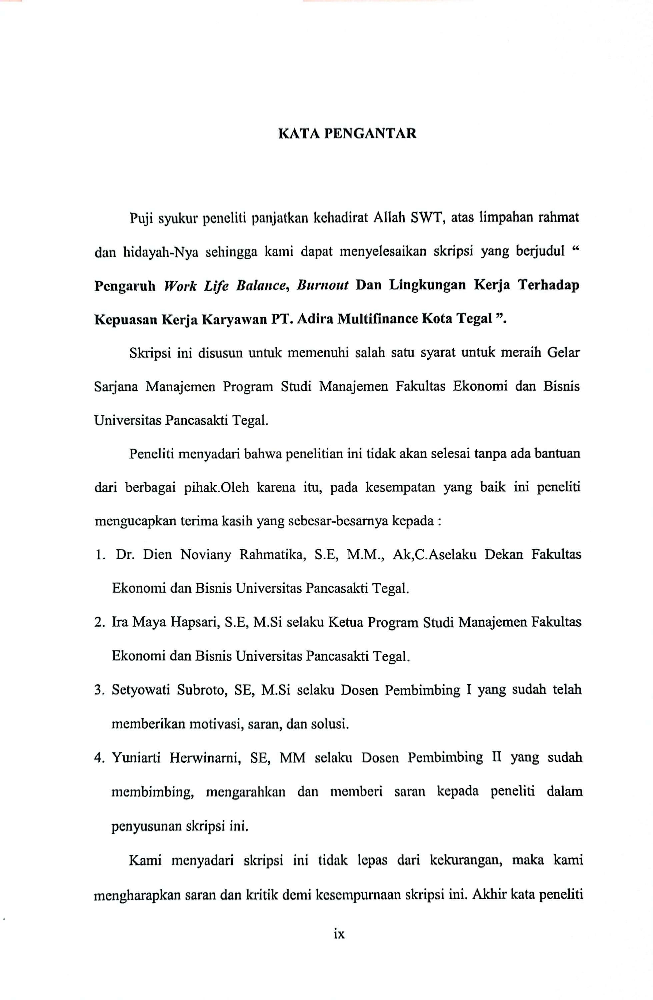 KATA PENGANTAR
Puji syukur peneliti panjatkan kehadirat Allah SWT, atas limpahan rahmat
dan hidayah-Nya sehingga kami dapat menyelesaikan skripsi yang berjudul “
Pengaruh Work Life Balance, Burnout Dan Lingkungan Kerja Terhadap
Kepuasan Kerja Karyawan PT. Adira Multifinance Kota Tegal ”.
Skripsi ini disusun untuk memenuhi salah satu syarat untuk meraih Gelar
Sarjana Manajemen Program Studi Manajemen Fakultas Ekonomi dan Bisnis
Universitas Pancasakti Tegal.
Peneliti menyadari bahwa penelitian ini tidak akan selesai tanpa ada bantuan
dari berbagai pihak.Oleh karena itu, pada kesempatan yang baik ini peneliti
mengucapkan terima kasih yang sebesar-besarnya kepada :
1. Dr. Dien Noviany Rahmatika, S.E, M.M., Ak,C.Aselaku Dekan Fakultas
Ekonomi dan Bisnis Universitas Pancasakti Tegal.
2. Ira Maya Hapsari, S.E, M.Si selaku Ketua Program Studi Manajemen Fakultas
Ekonomi dan Bisnis Universitas Pancasakti Tegal.
3. Setyowati Subroto, SE, M.Si selaku Dosen Pembimbing I yang sudah telah
memberikan motivasi, saran, dan solusi.
4. Yuniarti Herwinarni, SE, MM selaku Dosen Pembimbing II yang sudah
membimbing, mengarahkan dan memberi saran kepada peneliti dalam
penyusunan skripsi ini.
Kami menyadari skripsi ini tidak lepas dari kekurangan, maka kami
mengharapkan saran dan kritik demi kesempurnaan skripsi ini. Akhir kata peneliti
ix